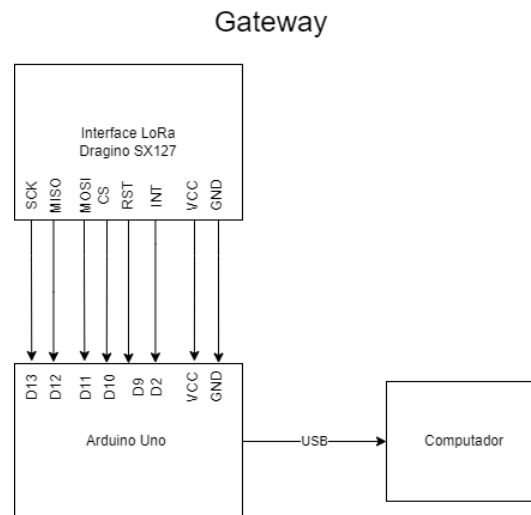 Gateway
Interface LoRa
Dragino SX127
SCK
MISO
MOSI
CS
RST
INT
VCC
GND
D13
D12
D11
D10
D9
D2
VCC
GND
Arduino Uno
USB
Computador